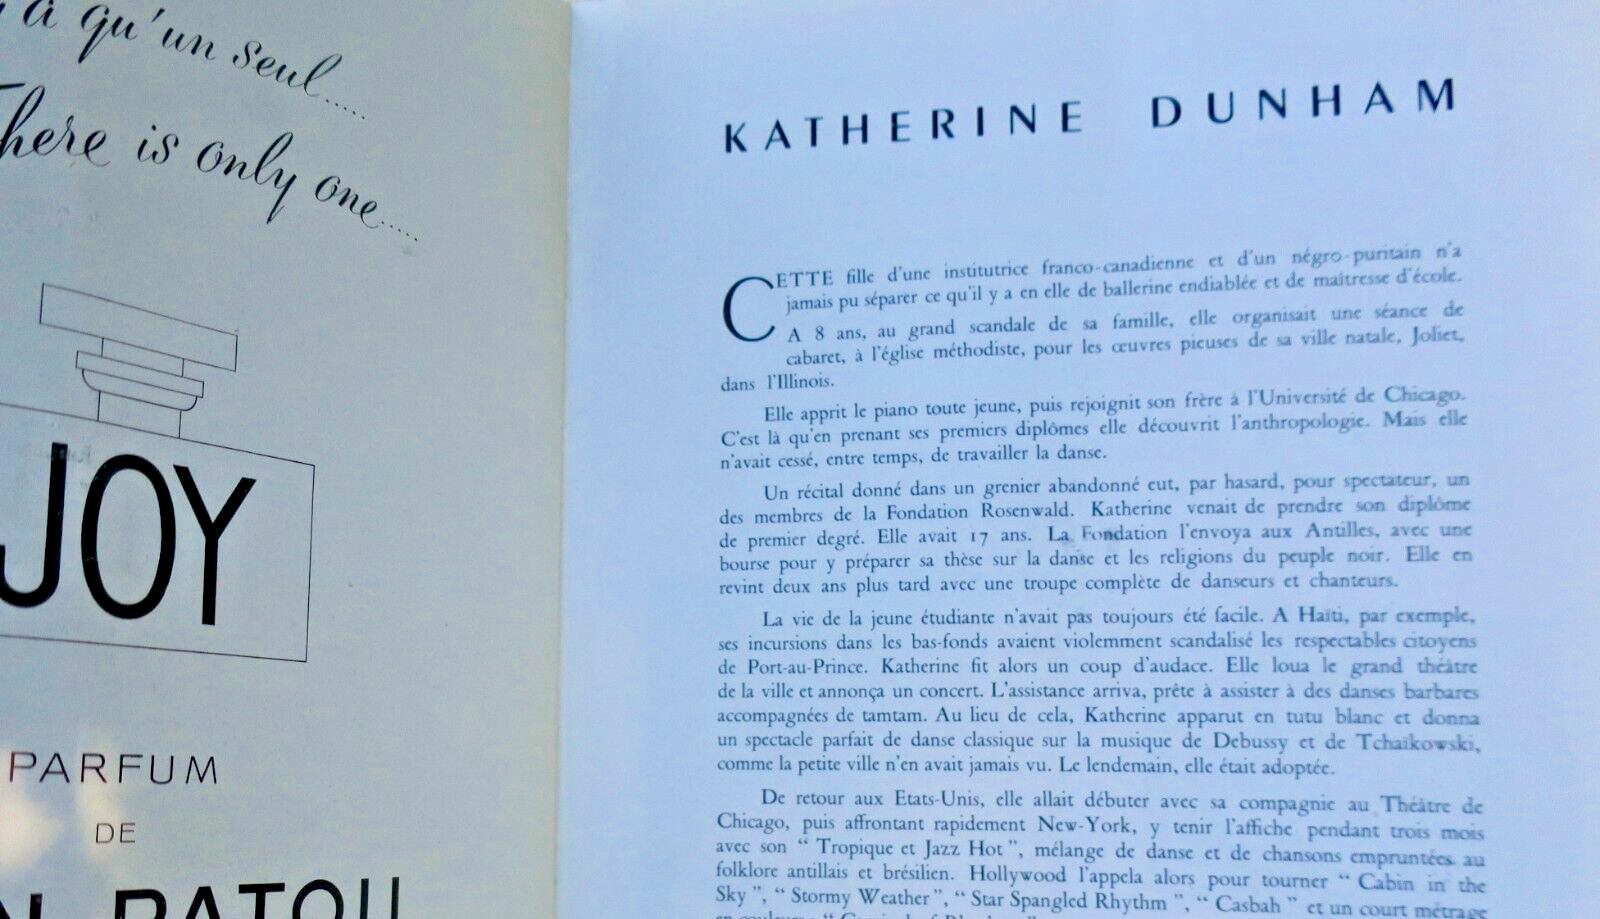 a qu'un seul.....
There is only one.....
JOY
PARFUM
DE
PATOU
KATHERINE DUNHAM
CETTE fille d'une institutrice franco-canadienne et d'un négro-puritain n'a
jamais pu séparer ce qu'il y a en elle de ballerine endiablée et de maîtresse d'école.
A 8 ans, au grand scandale de sa famille, elle organisait une séance de
cabaret, à l'église méthodiste, pour les œuvres pieuses de sa ville natale, Joliet,
dans l'Illinois.
Elle apprit le piano toute jeune, puis rejoignit son frère à l'Université de Chicago.
C'est là qu'en prenant ses premiers diplômes elle découvrit l'anthropologie. Mais elle
n'avait cessé, entre temps, de travailler la danse.
Un récital donné dans un grenier abandonné eut, par hasard, pour spectateur, un
des membres de la Fondation Rosenwald. Katherine venait de prendre son diplôme
de premier degré. Elle avait 17 ans. La Fondation l'envoya aux Antilles, avec une
bourse pour y préparer sa thèse sur la danse et les religions du peuple noir. Elle en
revint deux ans plus tard avec une troupe complète de danseurs et chanteurs.
La vie de la jeune étudiante n'avait pas toujours été facile. A Haïti, par exemple,
ses incursions dans les bas-fonds avaient violemment scandalisé les respectables citoyens
de Port-au-Prince. Katherine fit alors un coup d'audace. Elle loua le grand théâtre
de la ville et annonça un concert. L'assistance arriva, prête à assister à des danses barbares
accompagnées de tamtam. Au lieu de cela, Katherine apparut en tutu blanc et donna
un spectacle parfait de danse classique sur la musique de Debussy et de Tchaïkowski,
comme la petite ville n'en avait jamais vu. Le lendemain, elle était adoptée.
De retour aux Etats-Unis, elle allait débuter avec sa compagnie au Théâtre de
Chicago, puis affrontant rapidement New-York, y tenir l'affiche pendant trois mois
avec son " Tropique et Jazz Hot ", mélange de danse et de chansons empruntées au
folklore antillais et brésilien. Hollywood l'appela alors pour tourner " Cabin in the
Sky ", " Stormy Weather ", " Star Spangled Rhythm ", " Casbah " et un court métrage